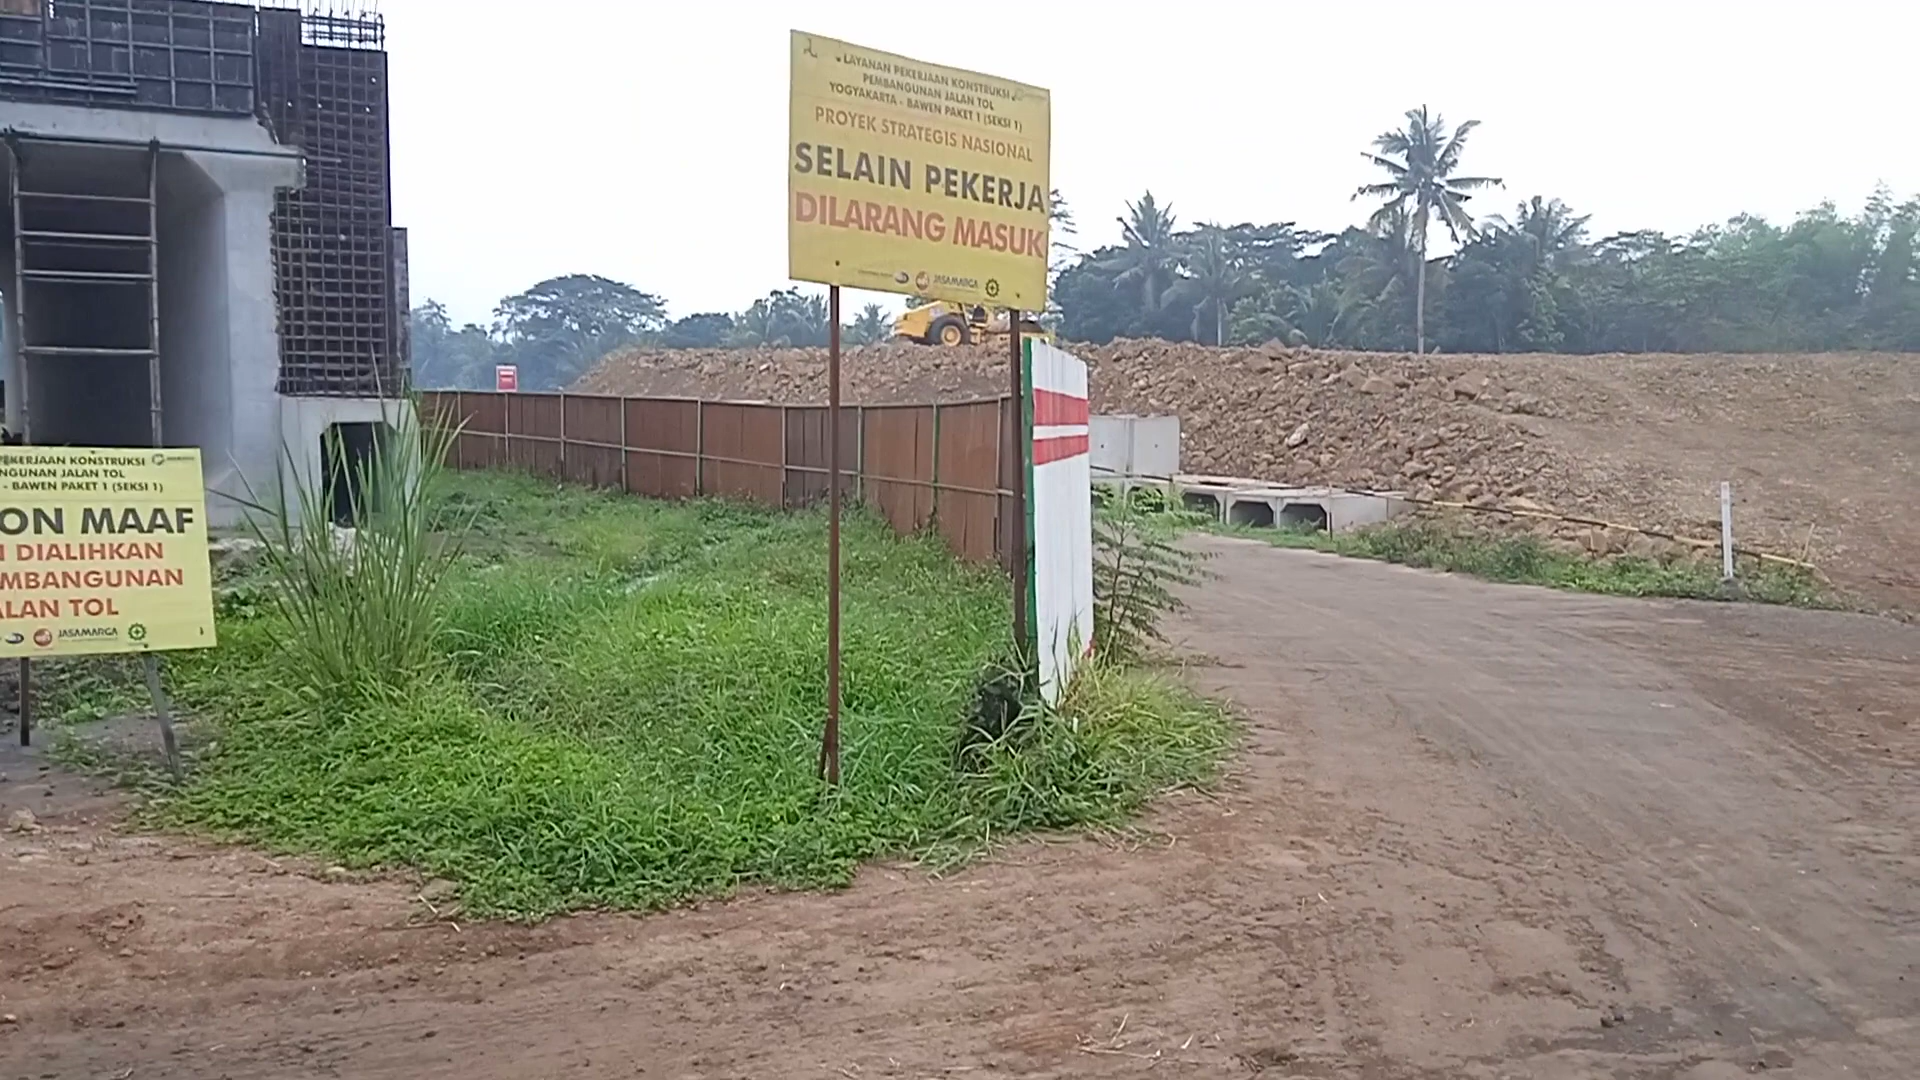 LAYANAN PEKERJAAN KONSTRUKSI
PEMBANGUNAN JALAN TOL
YOGYAKARTA - BAWEN PAKET 1 (SEKSI 1)
PROYEK STRATEGIS NASIONAL
SELAIN PEKERJA
DILARANG MASUK
JASAMARGA
PEKERJAAN KONSTRUKSI
NGUNAN JALAN TOL
- BAWEN PAKET 1 (SEKSI 1)
ON MAAF
DIALIHKAN
MBANGUNAN
ALAN TOL
JASAMARGA